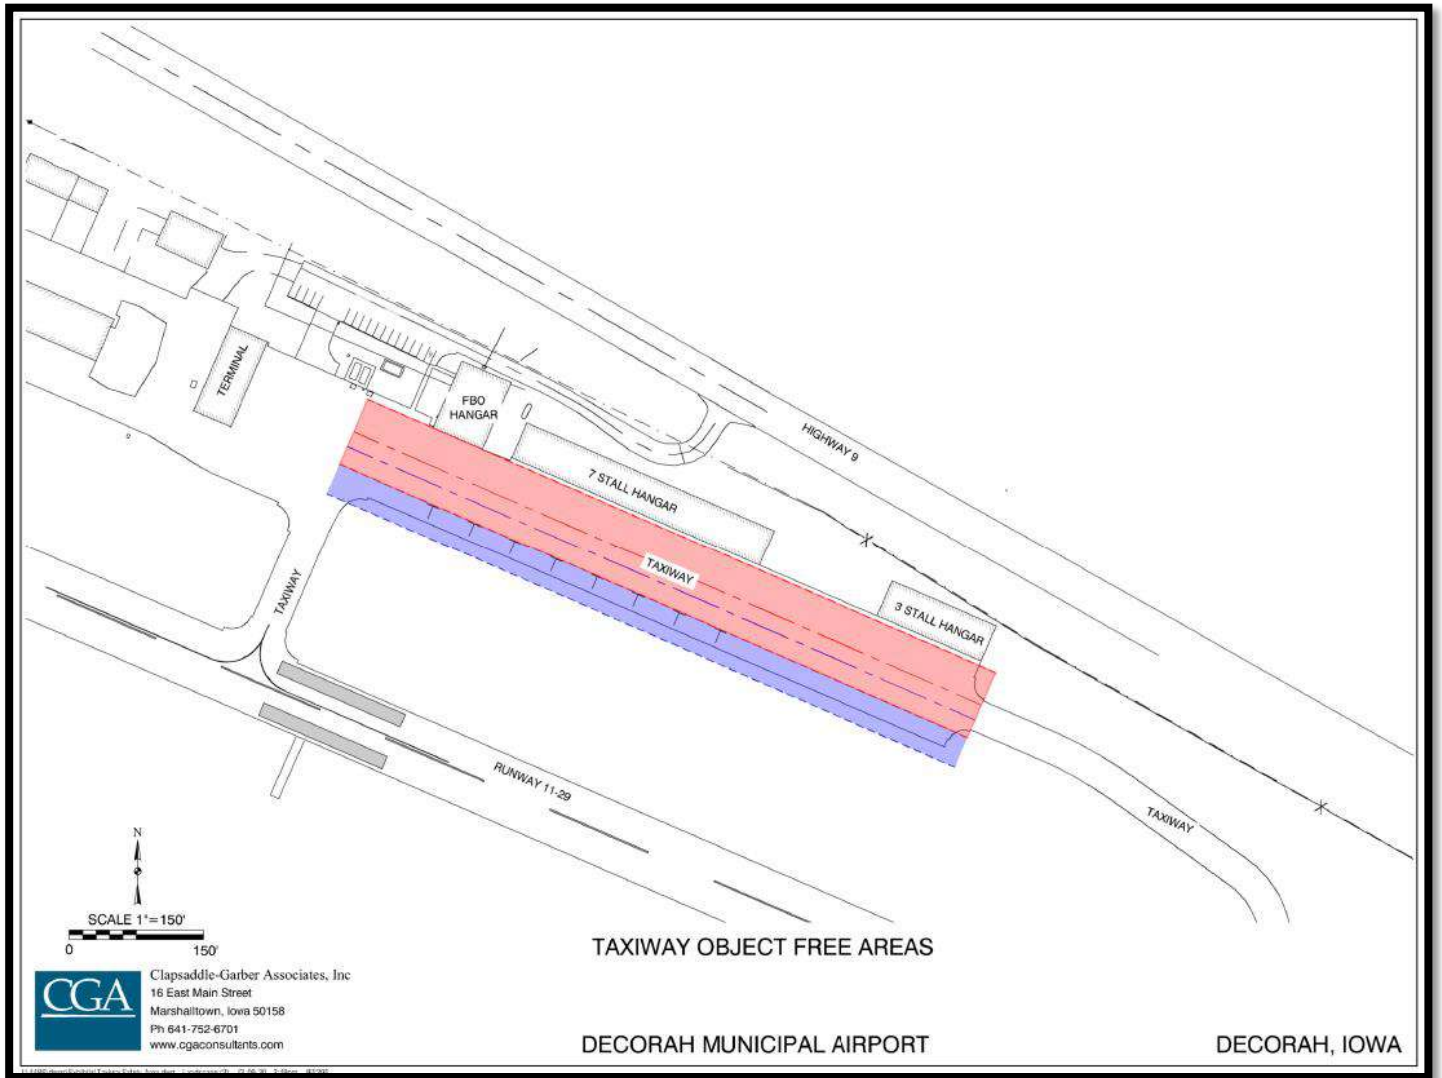 HIGHWAY 9
TERMINAL
FBO
HANGAR
7 STALL HANGAR
TAXIWAY
3 STALL HANGAR
TAXIWAY
RUNWAY 11-29
TAXIWAY
N
SCALE 1"=150'
0 150'
TAXIWAY OBJECT FREE AREAS
CGA
Clapsaddle-Garber Associates, Inc
16 East Main Street
Marshalltown, Iowa 50158
Ph 641-752-6701
www.cgaconsultants.com
DECORAH MUNICIPAL AIRPORT
DECORAH, IOWA